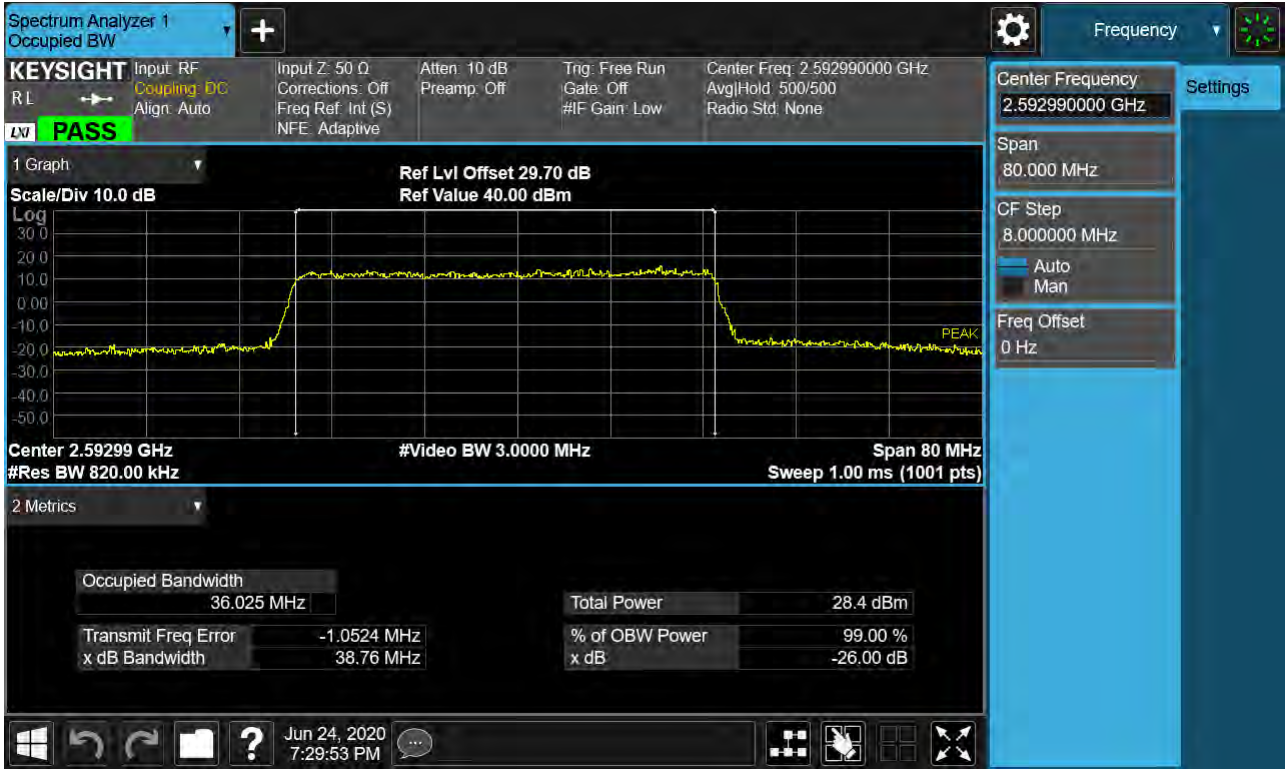 Spectrum Analyzer 1
Occupied BW
Frequency
KEYSIGHT
Input: RF
Input Z: 50 Ω
Atten: 10 dB
Trig: Free Run
Center Freq: 2.592990000 GHz
R L
Coupling: DC
Corrections: Off
Preamp: Off
Gate: Off
Avg|Hold: 500/500
Align: Auto
Freq Ref: Int (S)
#IF Gain: Low
Radio Std: None
LXI
PASS
NFE: Adaptive
Center Frequency
2.592990000 GHz
Settings
Span
80.000 MHz
CF Step
8.000000 MHz
Auto
Man
Freq Offset
0 Hz
1 Graph
Ref Lvl Offset 29.70 dB
Scale/Div 10.0 dB
Ref Value 40.00 dBm
Log
30.0
20.0
10.0
0.00
-10.0
PEAK
-20.0
-30.0
-40.0
-50.0
Center 2.59299 GHz
#Video BW 3.0000 MHz
Span 80 MHz
#Res BW 820.00 kHz
Sweep 1.00 ms (1001 pts)
2 Metrics
Occupied Bandwidth
36.025 MHz
Total Power
28.4 dBm
Transmit Freq Error
-1.0524 MHz
% of OBW Power
99.00 %
x dB Bandwidth
38.76 MHz
x dB
-26.00 dB
?
Jun 24, 2020
7:29:53 PM